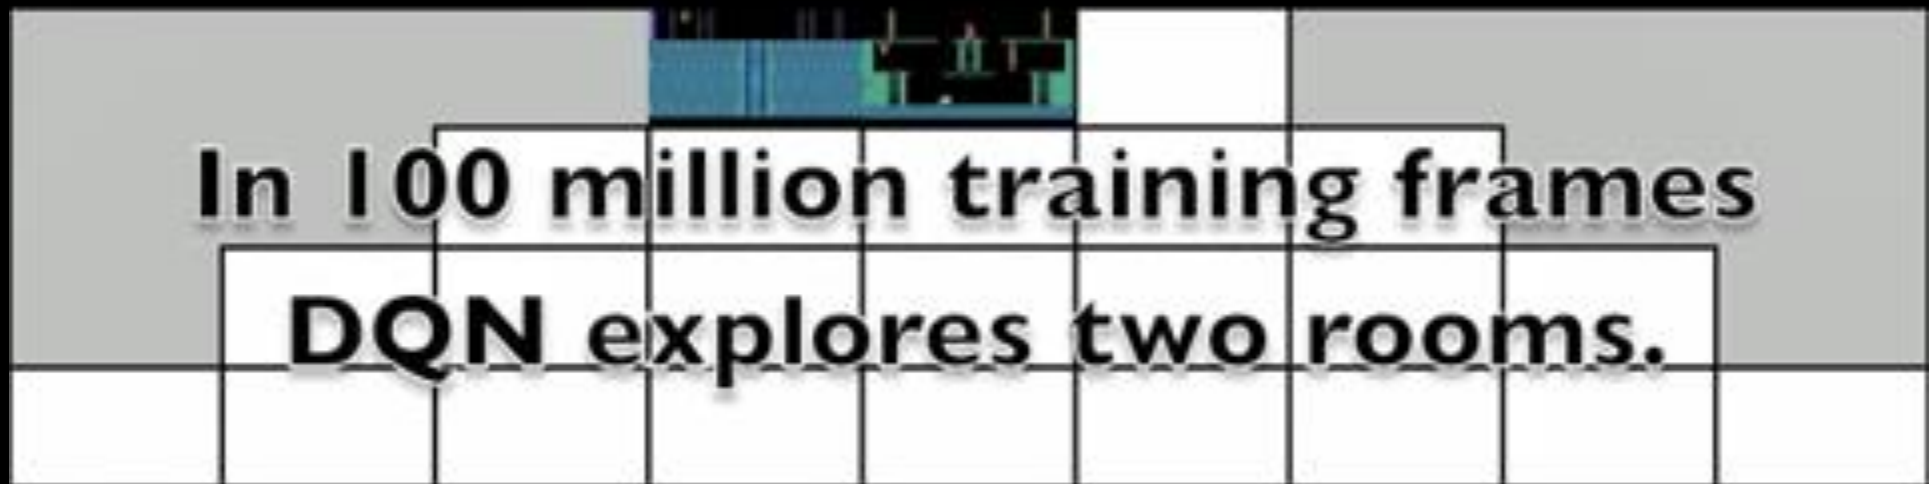 In 100 million training frames
DQN explores two rooms.